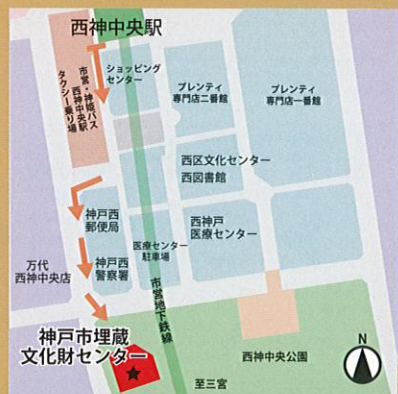 西神中央駅
ショッピング
センター
市営・神姫バス
西神中央駅
タクシー乗り場
プレンティ
専門店二番館
プレンティ
専門店一番館
西区文化センター
西図書館
神戸西
郵便局
医療センター
駐車場
西神戸
医療センター
万代
西神中央店
神戸西
警察署
市営地下鉄線
神戸市埋蔵
文化財センター
西神中央公園
至三宮
N